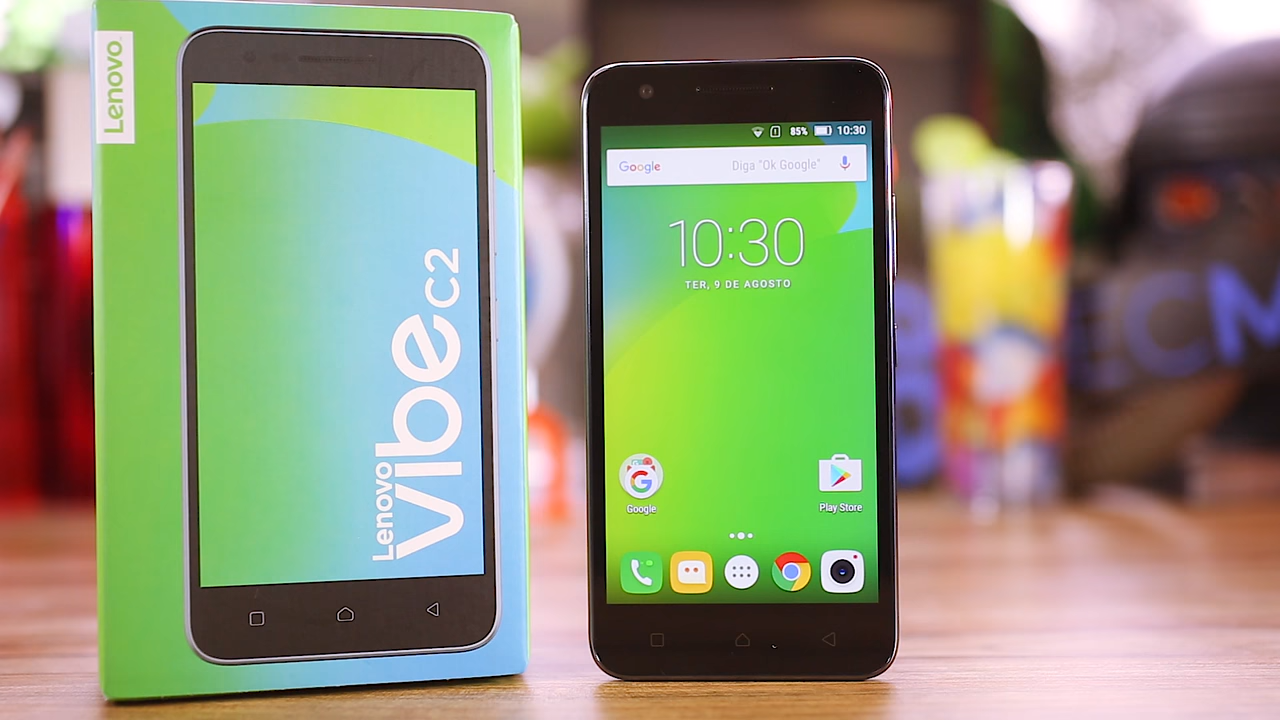 Lenovo
Lenovo
Vibe C2
85% 10:30
Google Diga "Ok Google"
10:30
TER, 9 DE AGOSTO
Google
Play Store
CM